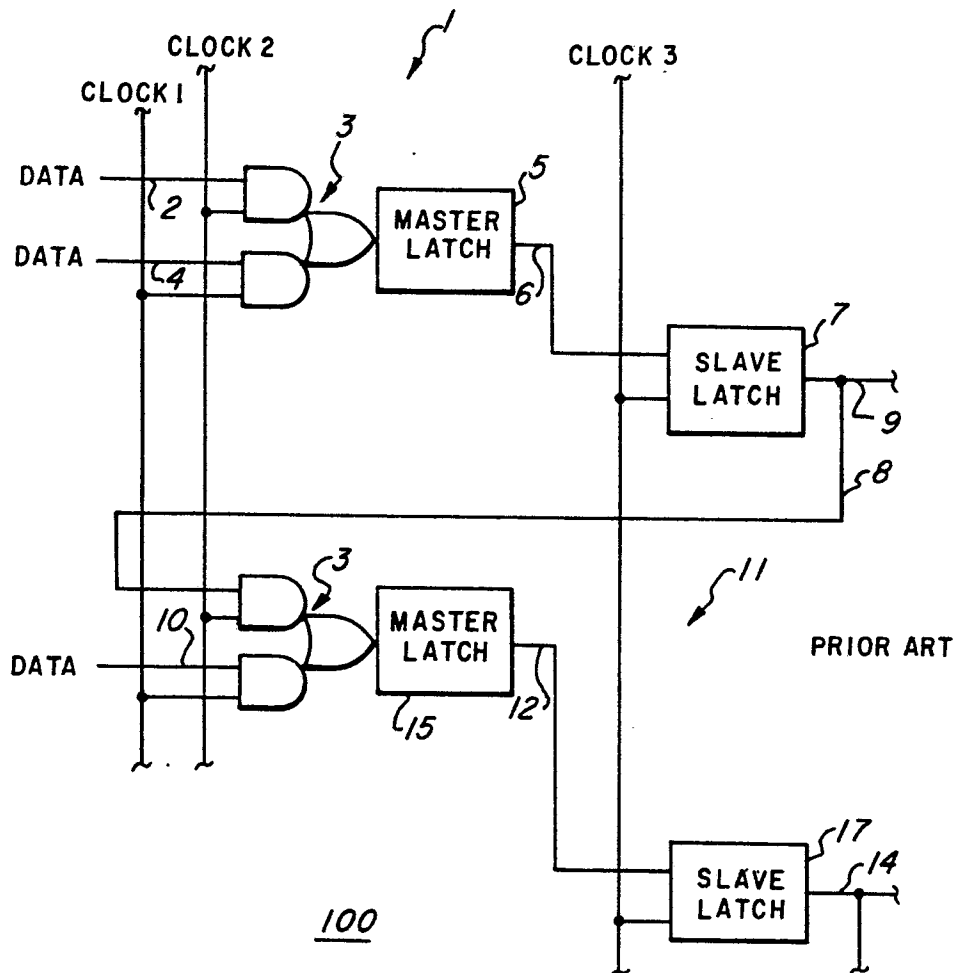 1
CLOCK 2
CLOCK 3
CLOCK 1
3
5
DATA
2
MASTER
LATCH
DATA
4
6
7
SLAVE
LATCH
9
8
3
11
10
MASTER
LATCH
PRIOR ART
DATA
15
12
17
14
SLAVE
LATCH
100